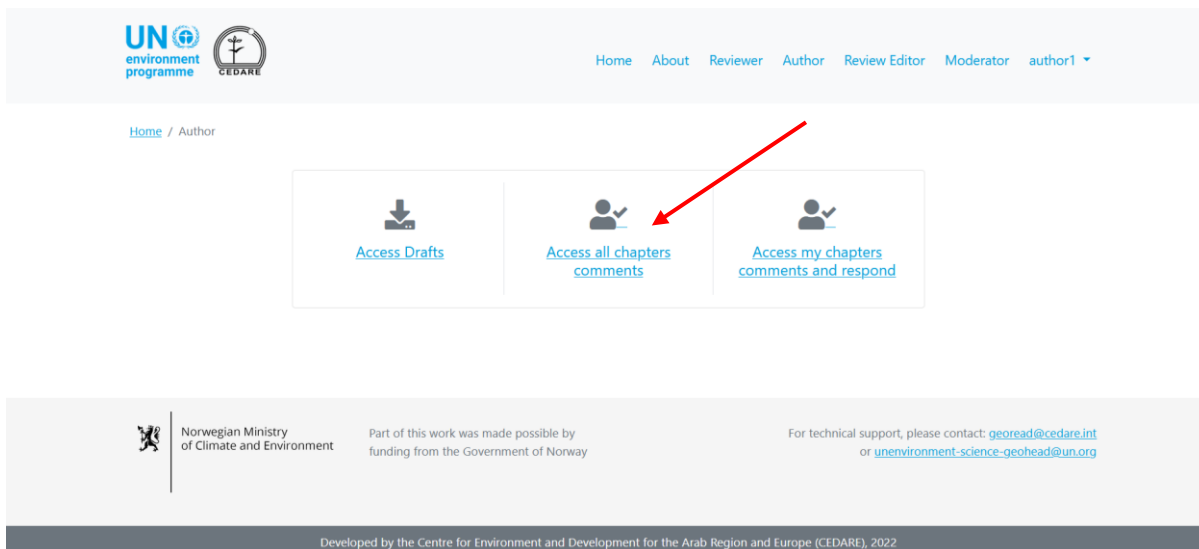 UN
environment
programme
CEDARE
Home About Reviewer Author Review Editor Moderator author1
Home / Author
Access Drafts
Access all chapters
comments
Access my chapters
comments and respond
Norwegian Ministry
of Climate and Environment
Part of this work was made possible by
funding from the Government of Norway
For technical support, please contact: georead@cedare.int
or unenvironment-science-geohead@un.org
Developed by the Centre for Environment and Development for the Arab Region and Europe (CEDARE), 2022